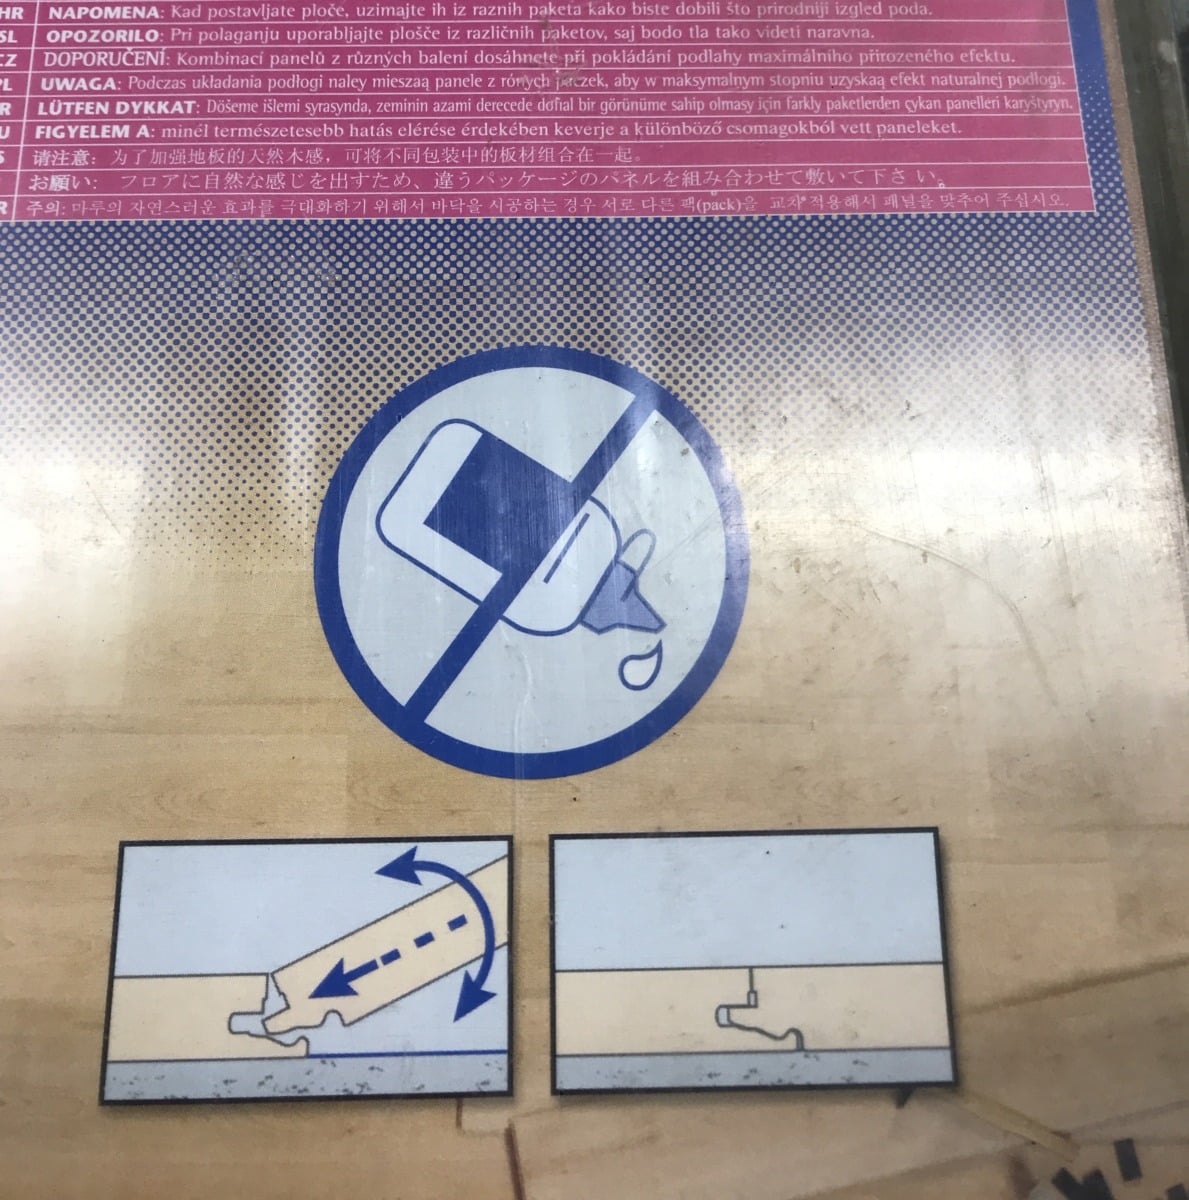 HR NAPOMENA: Kad postavljate ploče, uzimajte ih iz raznih paketa kako biste dobili što prirodniji izgled poda.
SL OPOZORILO: Pri polaganju uporabljajte plošče iz različnih paketov, saj bodo tla tako videti naravna.
CZ DOPORUČENÍ: Kombinací panelů z různých balení dosáhnete při pokládání podlahy maximálního přirozeného efektu.
PL UWAGA: Podczas układania podłogi naley mieszaą panele z rónych paczek, aby w maksymalnym stopniu uzyskaą efekt naturalnej podłogi.
R LÜTFEN DYKKAT: Döšeme išlemi syrasynda, zeminin azami derecede dođal bir görünüme sahip olmasy için farkly paketlerden çykan panelleri karyštyryn.
U FIGYELEM A: minél természetesebb hatás elérése érdekében keverje a különböző csomagokból vett paneleket.
S 请注意：为了加强地板的天然木感，可将不同包装中的板材组合在一起。
お願い： フロアに自然な感じを出すため、違うパッケージのパネルを組み合わせて敷いて下さ い。
R 주의: 마루의 자연스러운 효과를 극대화하기 위해서 바닥을 시공하는 경우 서로 다른 팩(pack)을 교차 적용해서 패널을 맞추어 주십시오.